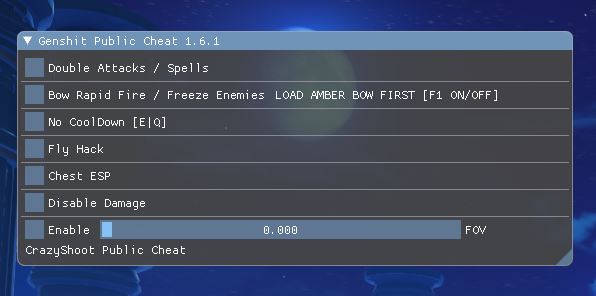 Genshit Public Cheat 1.6.1
Double Attacks / Spells
Bow Rapid Fire / Freeze Enemies LOAD AMBER BOW FIRST [F1 ON/OFF]
No CoolDown [E|Q]
Fly Hack
Chest ESP
Disable Damage
Enable 0.000 FOV
CrazyShoot Public Cheat